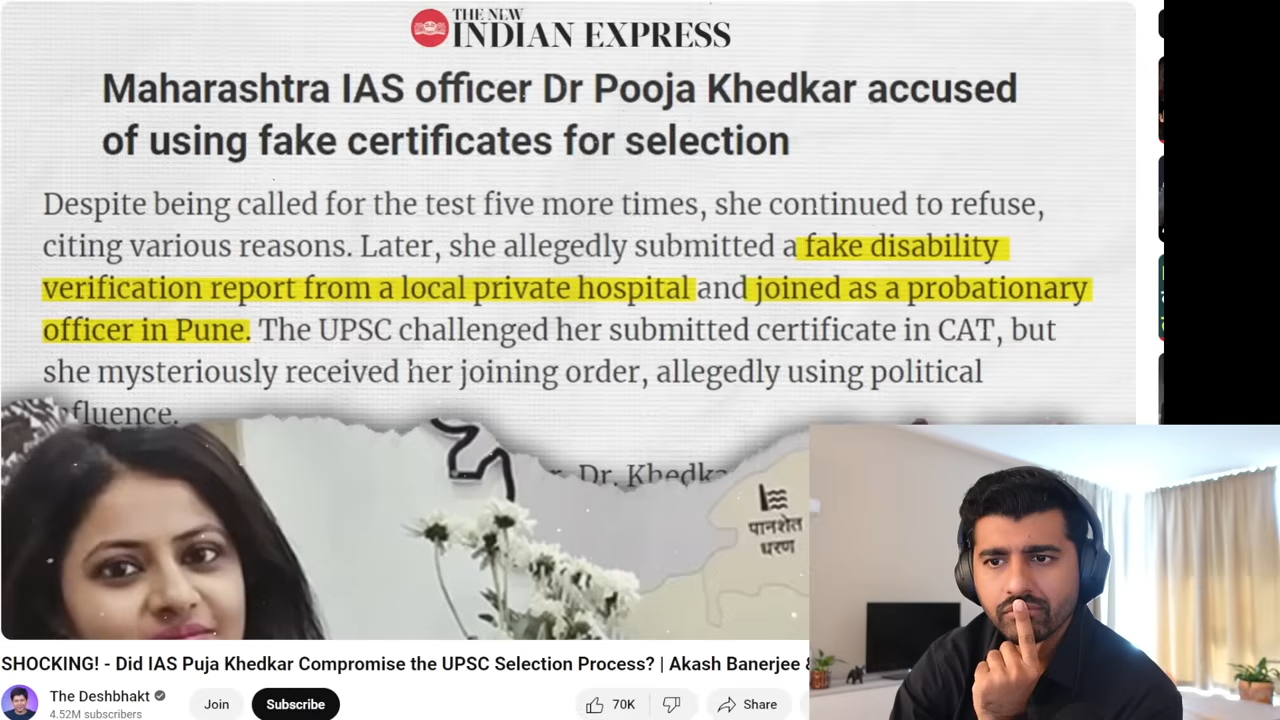 THE NEW
INDIAN EXPRESS
Maharashtra IAS officer Dr Pooja Khedkar accused
of using fake certificates for selection
Despite being called for the test five more times, she continued to refuse,
citing various reasons. Later, she allegedly submitted a fake disability
verification report from a local private hospital and joined as a probationary
officer in Pune. The UPSC challenged her submitted certificate in CAT, but
she mysteriously received her joining order, allegedly using political
fluence.
Dr. Khedka
पानशेत
धरण
SHOCKING! - Did IAS Puja Khedkar Compromise the UPSC Selection Process? | Akash Banerjee &
The Deshbhakt
4.52M subscribers
Join
Subscribe
70K
Share